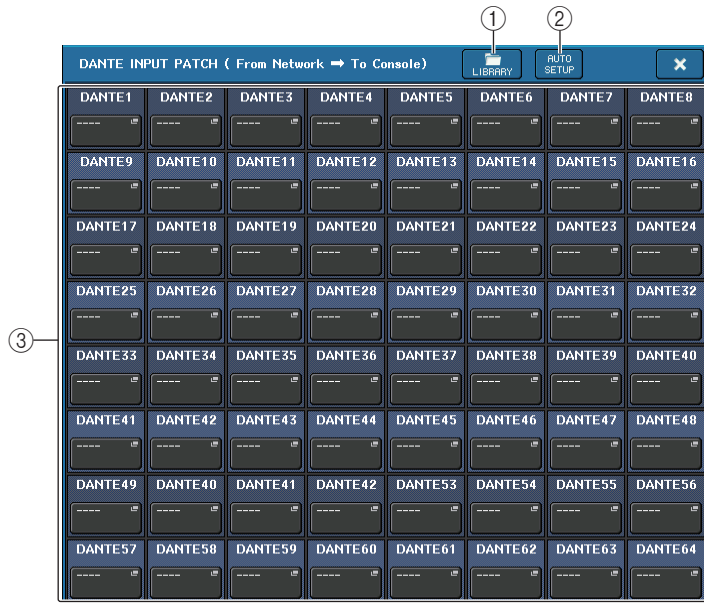 ① ②
DANTE INPUT PATCH ( From Network ➡ To Console) LIBRARY AUTO SETUP ×
DANTE1 DANTE2 DANTE3 DANTE4 DANTE5 DANTE6 DANTE7 DANTE8
---- ---- ---- ---- ---- ---- ---- ----
DANTE9 DANTE10 DANTE11 DANTE12 DANTE13 DANTE14 DANTE15 DANTE16
---- ---- ---- ---- ---- ---- ---- ----
DANTE17 DANTE18 DANTE19 DANTE20 DANTE21 DANTE22 DANTE23 DANTE24
---- ---- ---- ---- ---- ---- ---- ----
DANTE25 DANTE26 DANTE27 DANTE28 DANTE29 DANTE30 DANTE31 DANTE32
---- ---- ---- ---- ---- ---- ---- ----
③
DANTE33 DANTE34 DANTE35 DANTE36 DANTE37 DANTE38 DANTE39 DANTE40
---- ---- ---- ---- ---- ---- ---- ----
DANTE41 DANTE42 DANTE43 DANTE44 DANTE45 DANTE46 DANTE47 DANTE48
---- ---- ---- ---- ---- ---- ---- ----
DANTE49 DANTE40 DANTE41 DANTE42 DANTE53 DANTE54 DANTE55 DANTE56
---- ---- ---- ---- ---- ---- ---- ----
DANTE57 DANTE58 DANTE59 DANTE60 DANTE61 DANTE62 DANTE63 DANTE64
---- ---- ---- ---- ---- ---- ---- ----